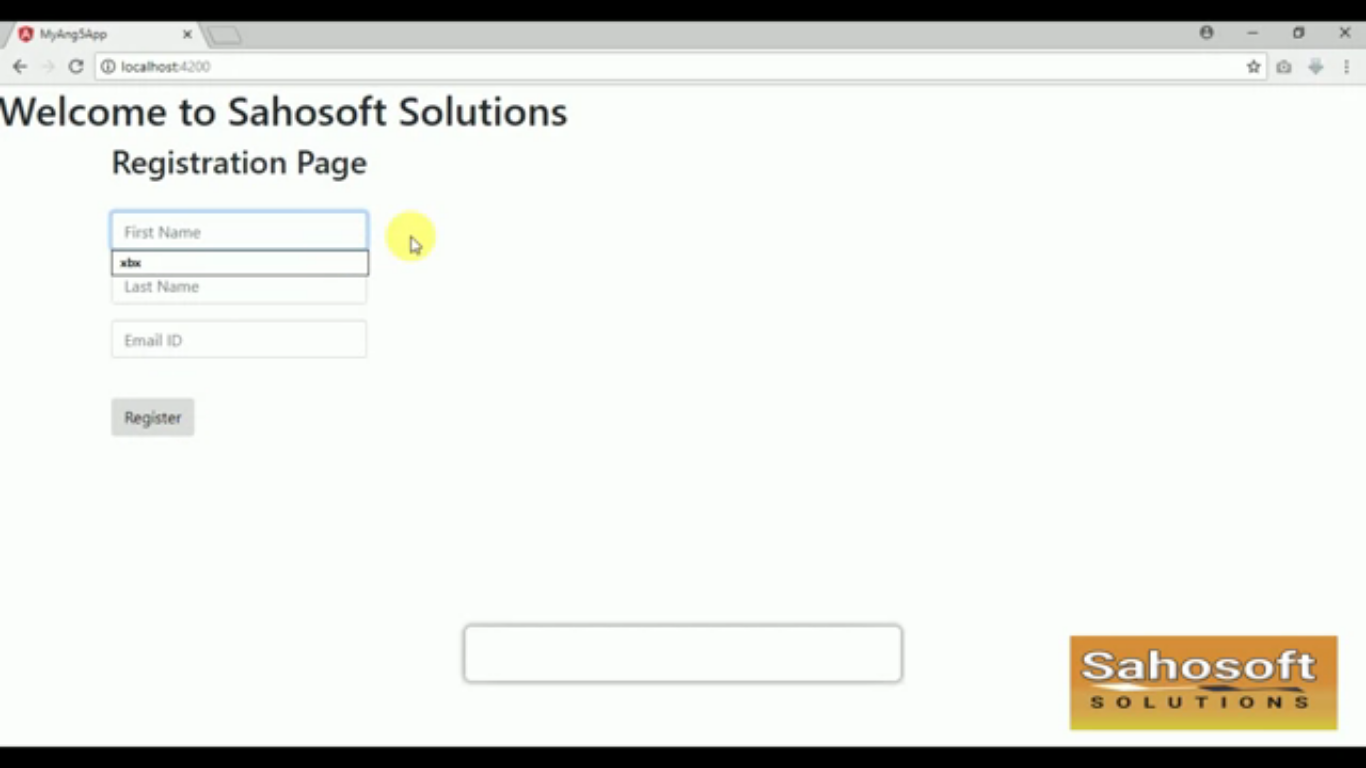 MyAng5App
localhost:4200
Welcome to Sahosoft Solutions
Registration Page
First Name
xbx
Last Name
Email ID
Register
Sahosoft
SOLUTIONS